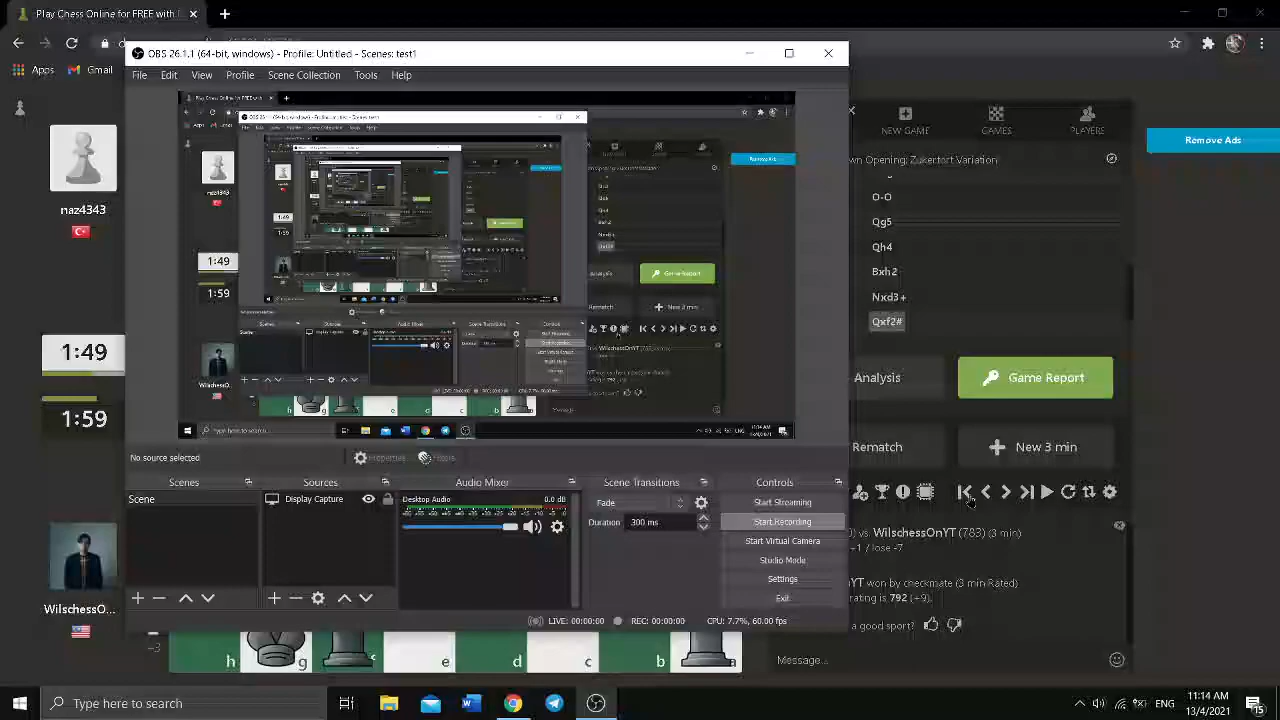 Play Chess Online for FREE with
OBS 26.1.1 (64-bit, windows) - Profile: Untitled - Scenes: test1
File Edit View Profile Scene Collection Tools Help
Apps Gmail
NEW GAME GAMES PLAYERS
Opening: Zukertort Variation
Remove Ads
naz4343
O-O
Qg5
Qh4
Bxh2
Nxd3+
Qxf2#
1:49
1:59
Analysis
Game Report
Rematch
New 3 min
No source selected
Properties Filters
Scenes Sources Audio Mixer Scene Transitions Controls
Scene
Display Capture
Desktop Audio 0.0 dB
Fade
Duration 300 ms
Start Streaming
Start Recording
Start Virtual Camera
Studio Mode
Settings
Exit
LIVE: 00:00:00 REC: 00:00:00 CPU: 7.7%, 60.00 fps
vs WilschessOnYT (783) (3 min)
+1 / lose -7
YT won by checkmate (3 min Rated)
rating is 792 (+9).
a good sport?
Message...
WilschessO...
-3
h g f e d c b a
Type here to search
ENG
11:14 AM
13/4/2021